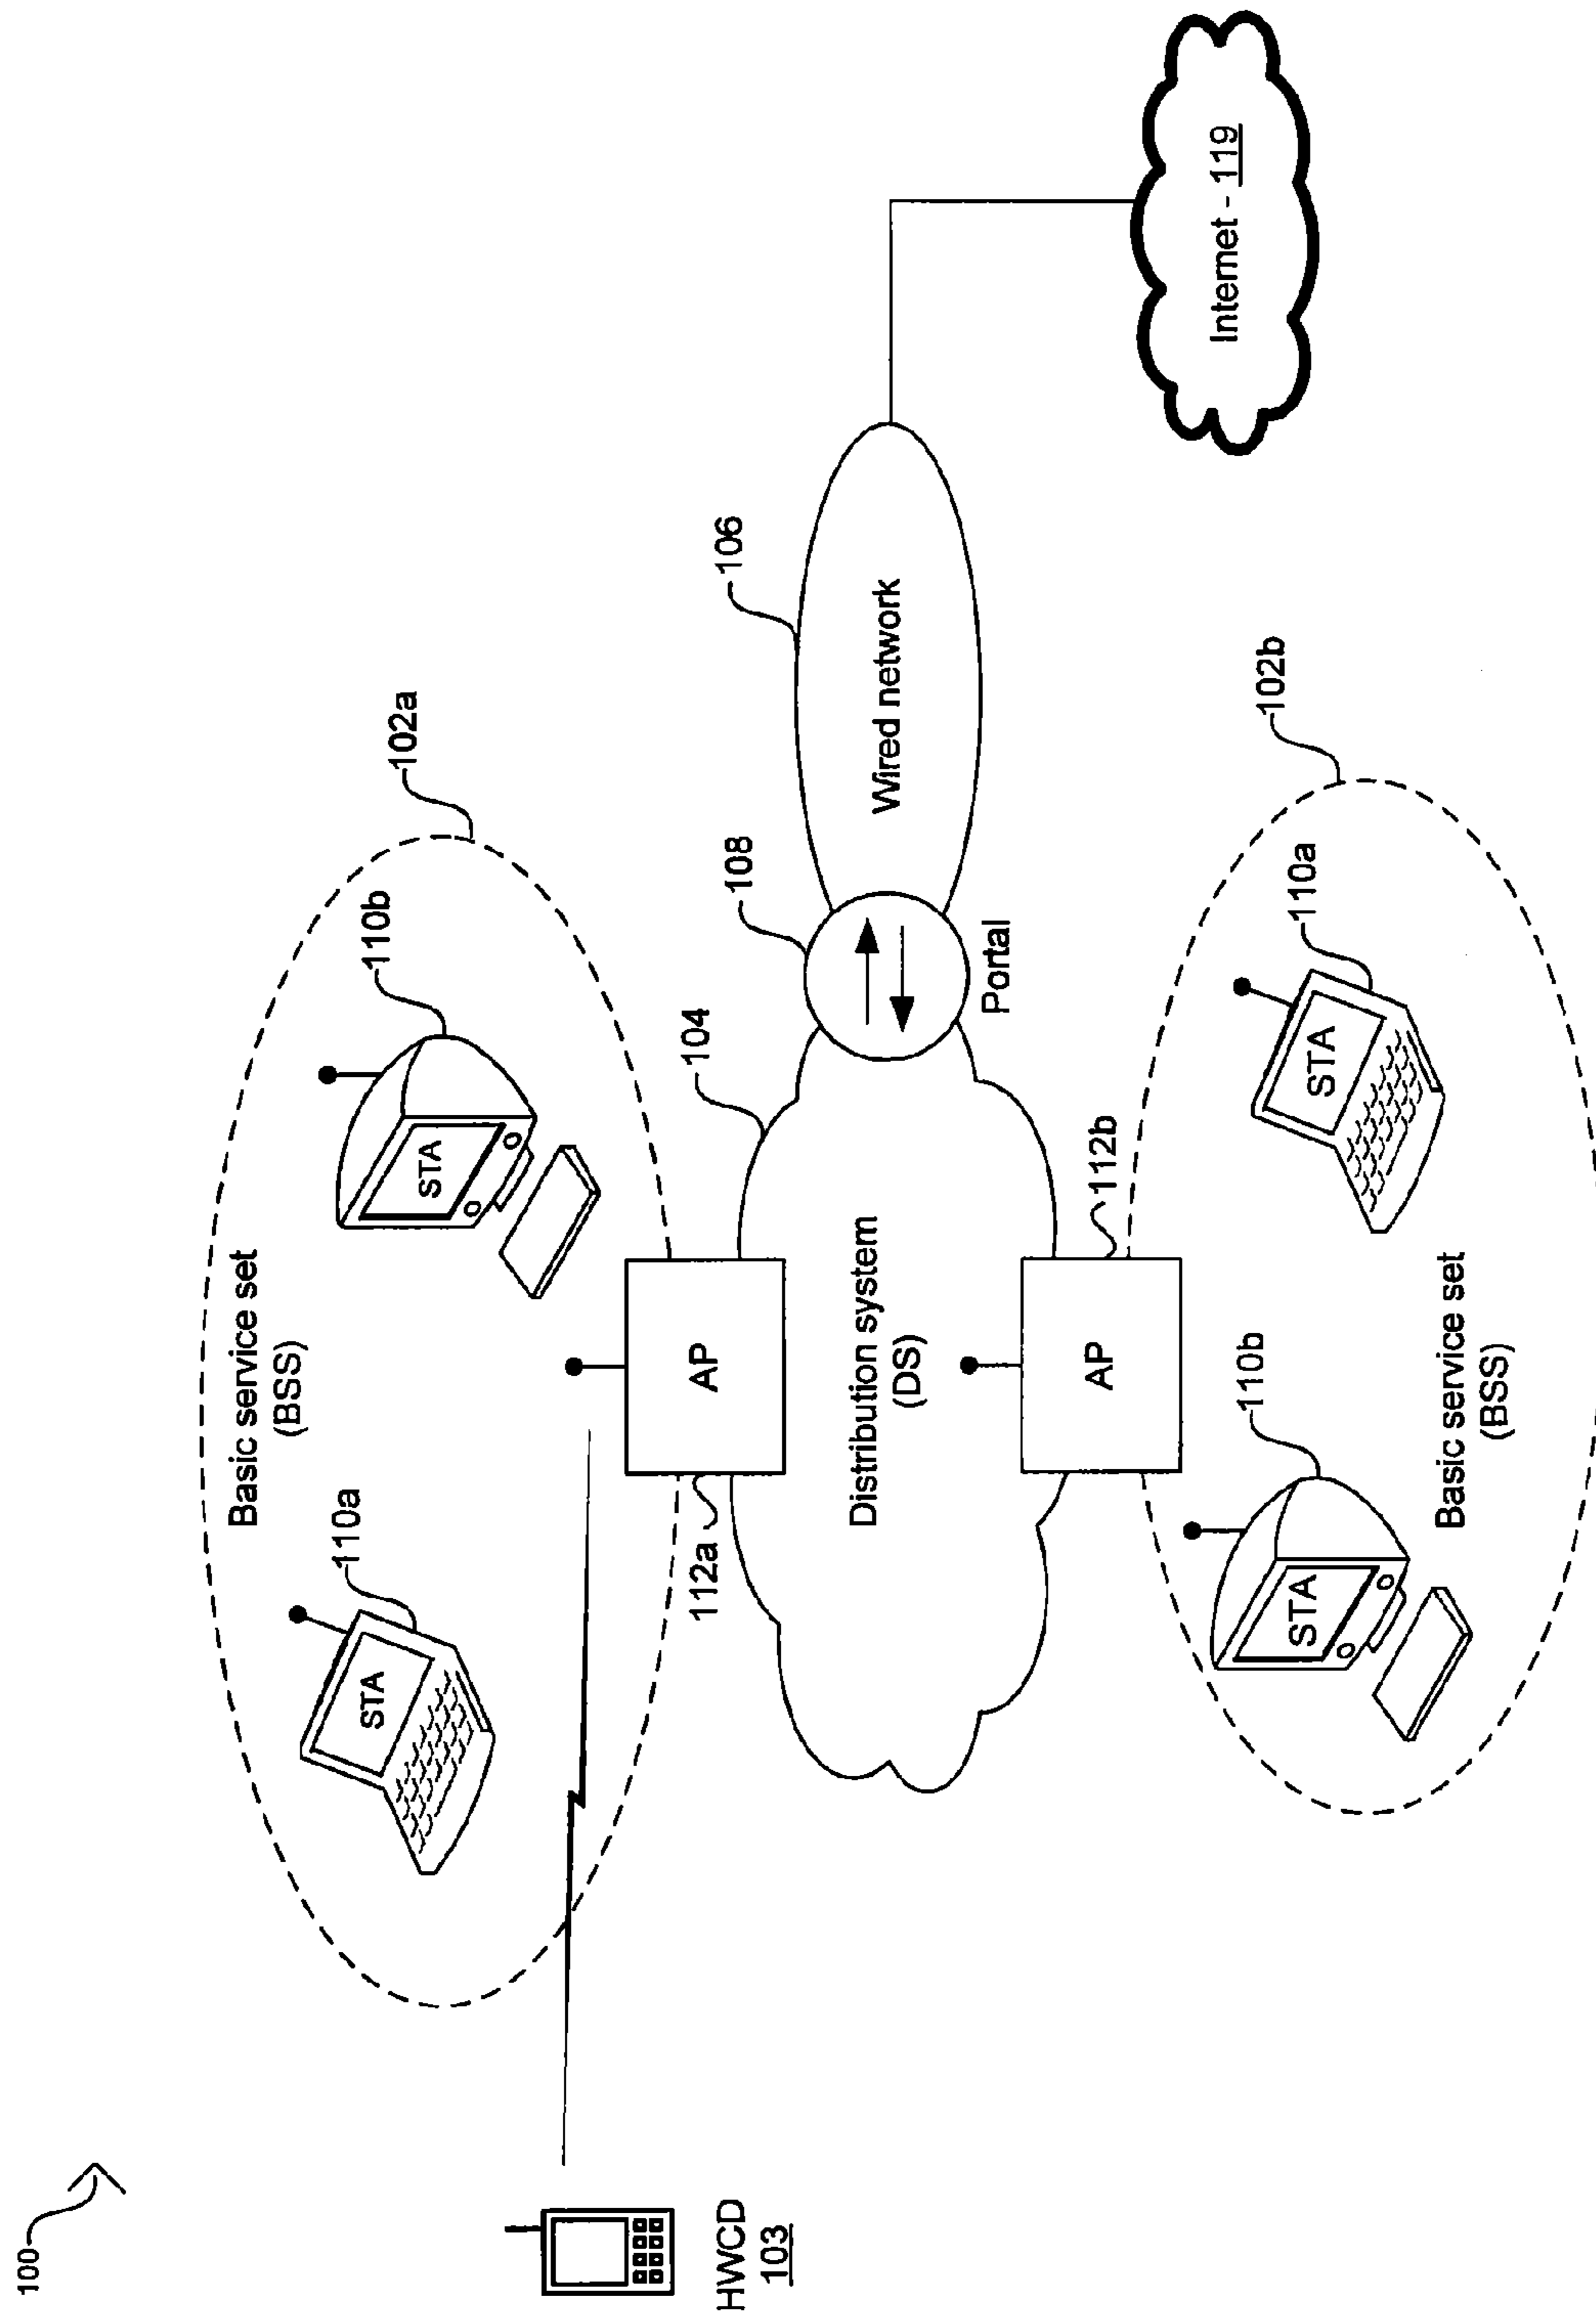 100
102a
Basic service set
(BSS)
110a
STA
110b
STA
HWCD
103
AP
112a
104
108
106
Distribution system
(DS)
Portal
Wired network
AP
112b
Internet - 119
102b
110b
STA
110a
STA
Basic service set
(BSS)